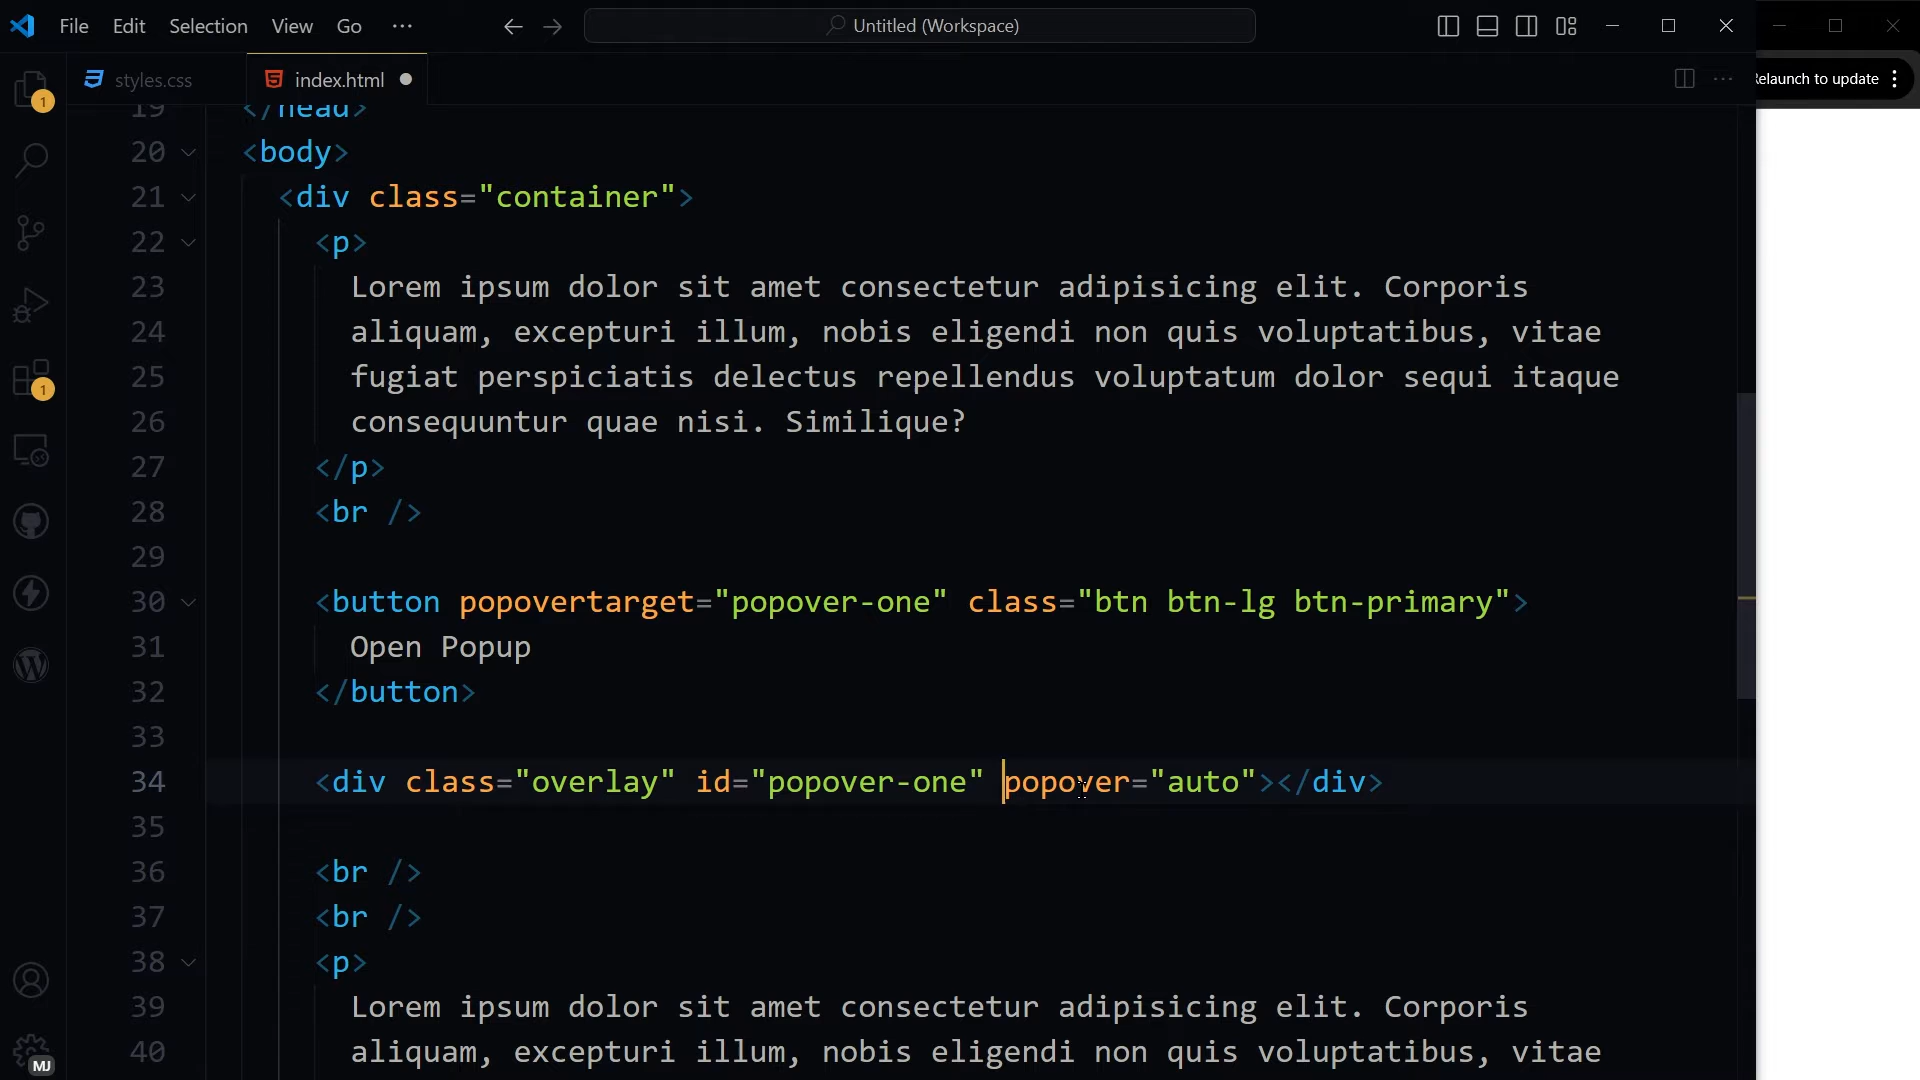 File Edit Selection View Go ··· Untitled (Workspace)
styles.css index.html
Relaunch to update
19 </head>
20 <body>
21 <div class="container">
22 <p>
23 Lorem ipsum dolor sit amet consectetur adipisicing elit. Corporis
24 aliquam, excepturi illum, nobis eligendi non quis voluptatibus, vitae
25 fugiat perspiciatis delectus repellendus voluptatum dolor sequi itaque
26 consequuntur quae nisi. Similique?
27 </p>
28 <br />
29
30 <button popovertarget="popover-one" class="btn btn-lg btn-primary">
31 Open Popup
32 </button>
33
34 <div class="overlay" id="popover-one" popover="auto"></div>
35
36 <br />
37 <br />
38 <p>
39 Lorem ipsum dolor sit amet consectetur adipisicing elit. Corporis
40 aliquam, excepturi illum, nobis eligendi non quis voluptatibus, vitae
1
1
MJ